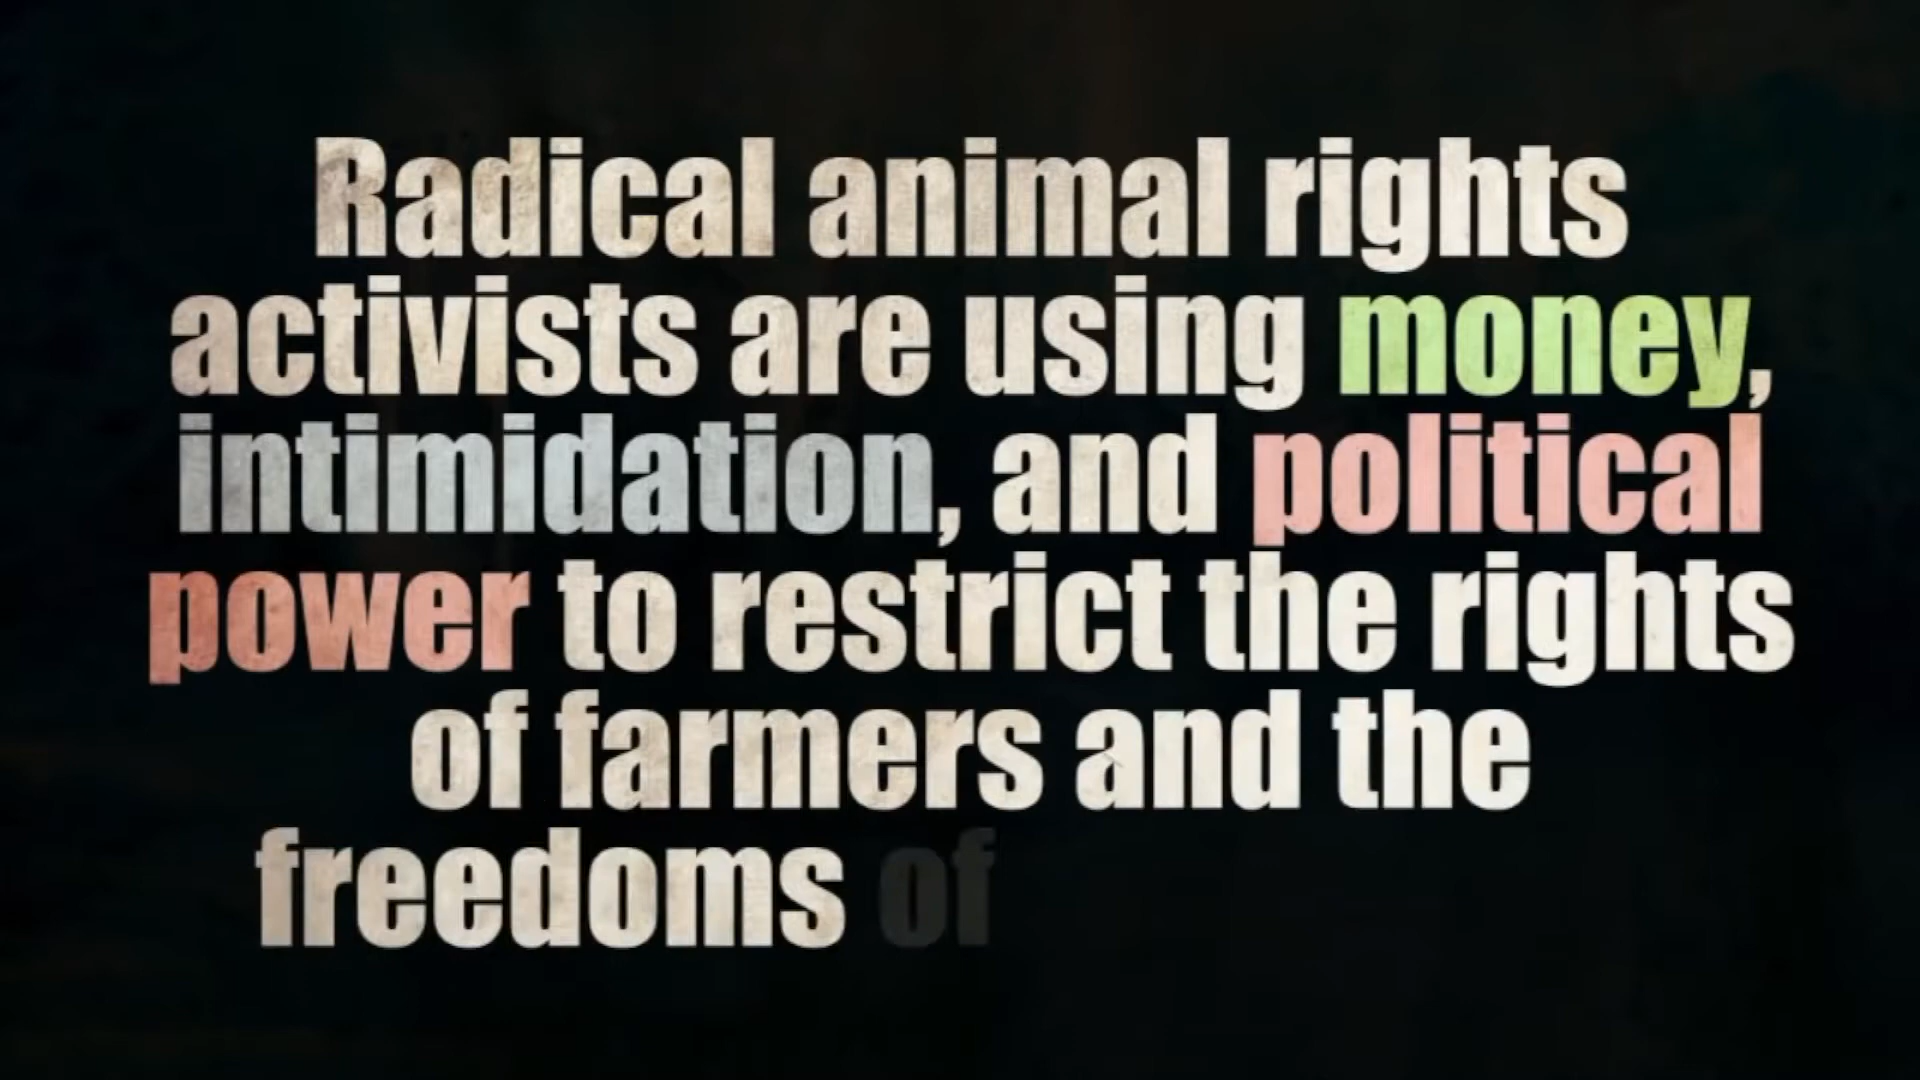 Radical animal rights
activists are using money,
intimidation, and political
power to restrict the rights
of farmers and the
freedoms of